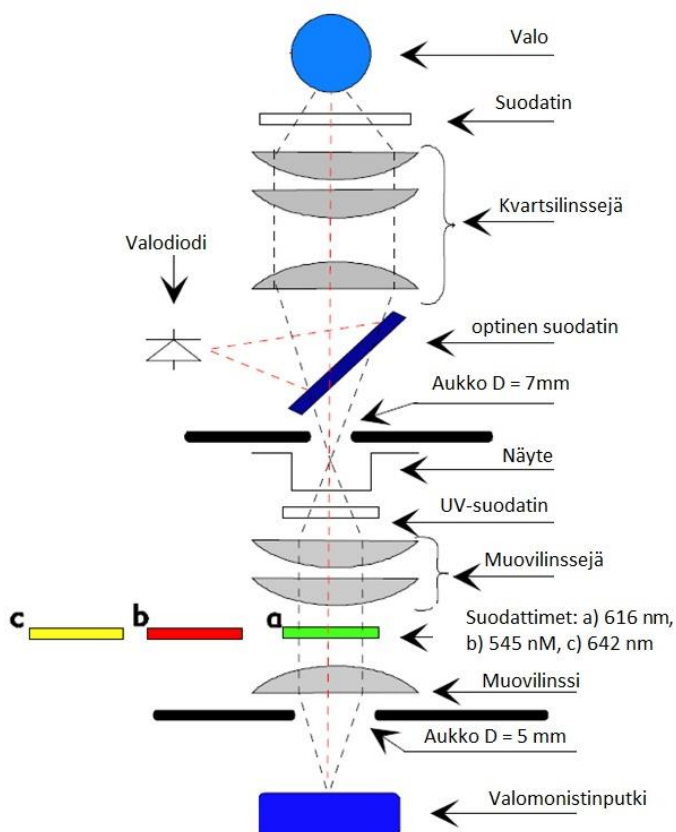 Valo
Suodatin
Kvartsilinssejä
Valodiodi
optinen suodatin
Aukko D = 7mm
Näyte
UV-suodatin
Muovilinssejä
c
b
a
Suodattimet: a) 616 nm,
b) 545 nM, c) 642 nm
Muovilinssi
Aukko D = 5 mm
Valomonistinputki